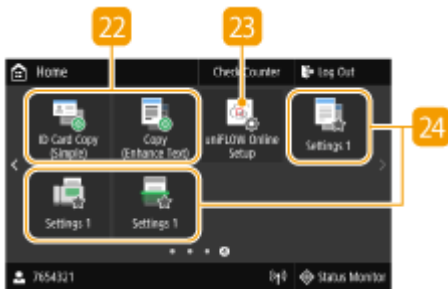 22
23
Home
Check Counter
Log Out
ID Card Copy
(Simple)
Copy
(Enhance Text)
uniFLOW Online
Setup
Settings 1
24
Settings 1
Settings 1
7654321
Status Monitor